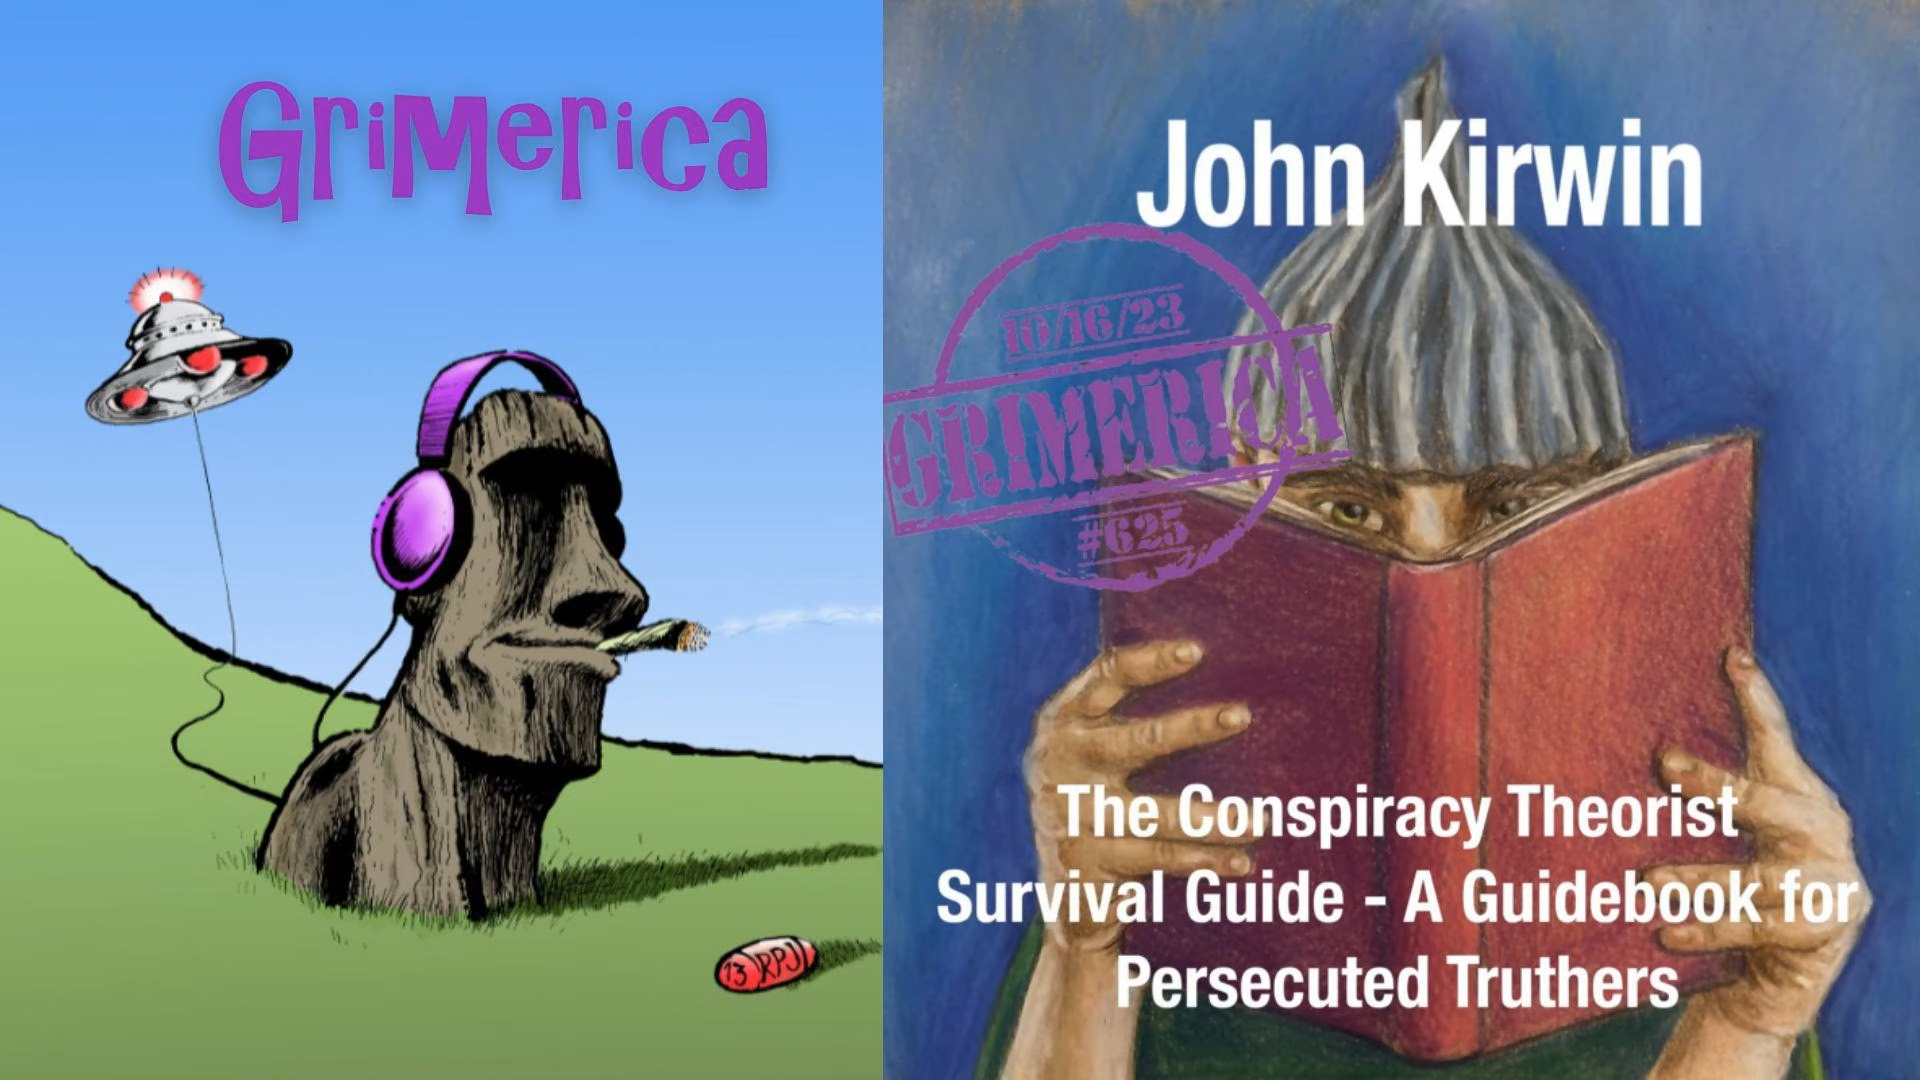 GriMerica
13 RPJ
John Kirwin
10/16/23
GRIMERICA
#625
The Conspiracy Theorist
Survival Guide - A Guidebook for
Persecuted Truthers